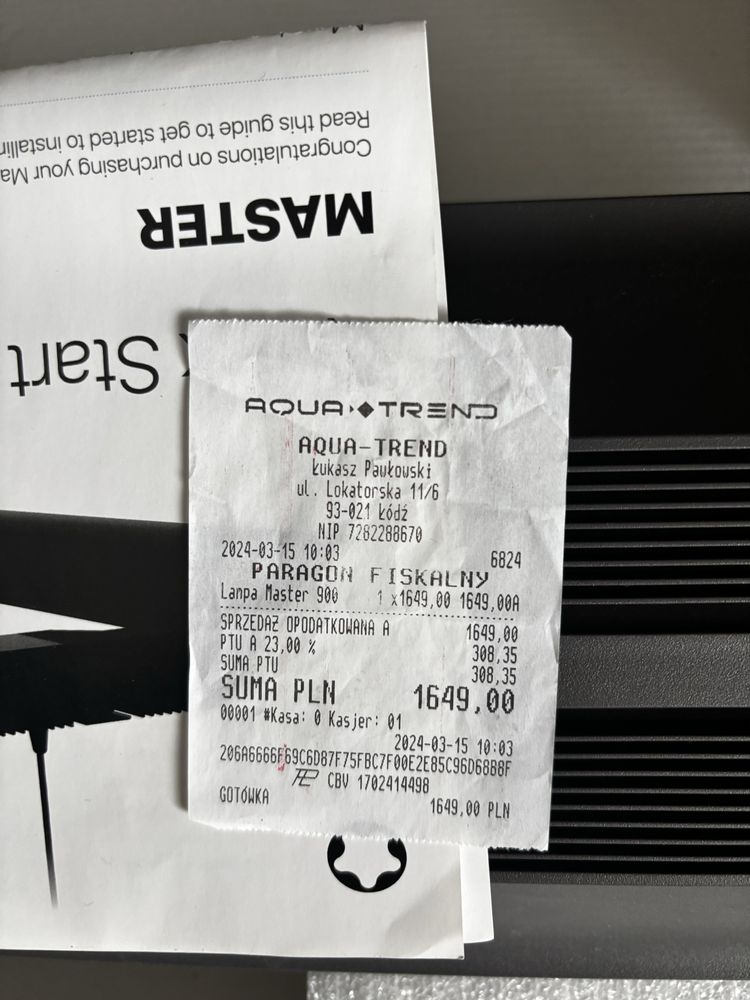 Read this guide to get started to
Congratulations on purchasing your
MASTER
Start
AQUA TREND
AQUA-TREND
Łukasz Pawłowski
ul. Lokatorska 11/6
93-021 Łódź
NIP 7282288670
2024-03-15 10:03 6824
PARAGON FISKALNY
Lampa Master 900 1 x1649,00 1649,00A
SPRZEDAŻ OPODATKOWANA A 1649,00
PTU A 23,00 % 308,35
SUMA PTU 308,35
SUMA PLN 1649,00
00001 #Kasa: 0 Kasjer: 01
2024-03-15 10:03
206A6666F69C6D87F75FBC7F00E2E85C96D68B8F
CBV 1702414498
GOTÓWKA 1649,00 PLN